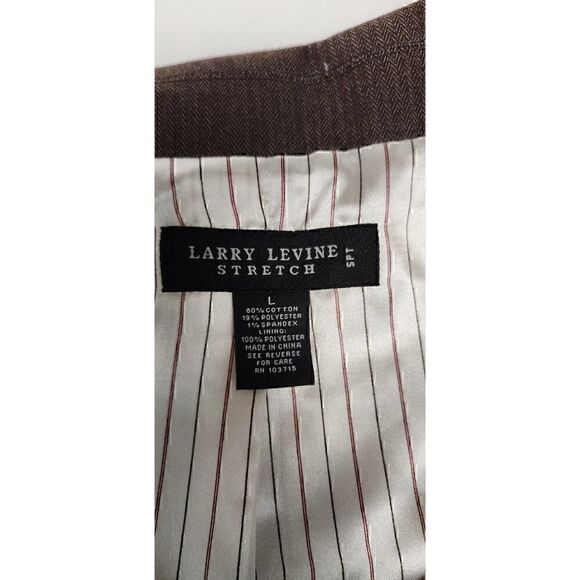 LARRY LEVINE
STRETCH
SPT
L
80% COTTON
19% POLYESTER
1% SPANDEX
LINING:
100% POLYESTER
MADE IN CHINA
SEE REVERSE
FOR CARE
RN 103715